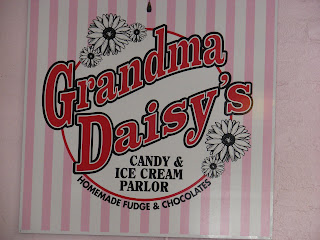 Grandma
Daisy's
CANDY &
ICE CREAM
PARLOR
HOMEMADE FUDGE & CHOCOLATES